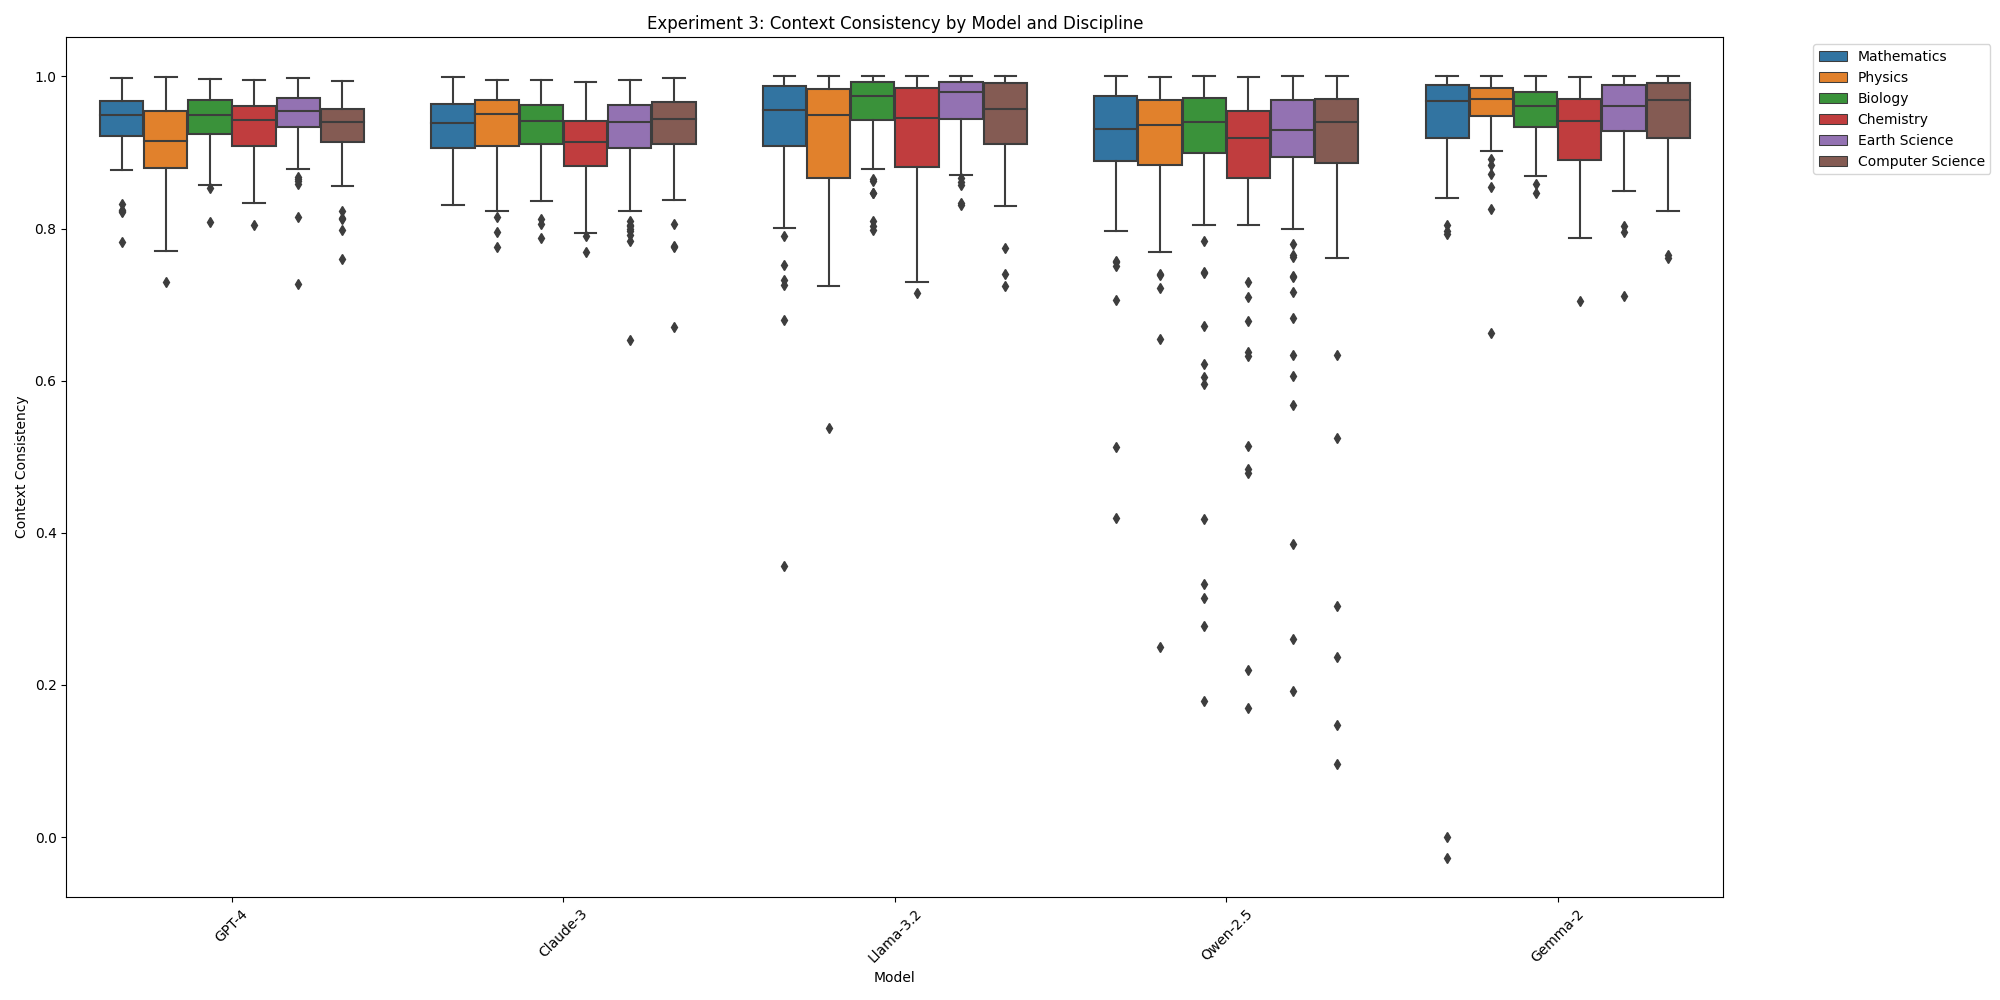 Experiment 3: Context Consistency by Model and Discipline
Mathematics
Physics
Biology
Chemistry
Earth Science
Computer Science
Context Consistency
1.0
0.8
0.6
0.4
0.2
0.0
GPT-4
Claude-3
Llama-3.2
Qwen-2.5
Gemma-2
Model